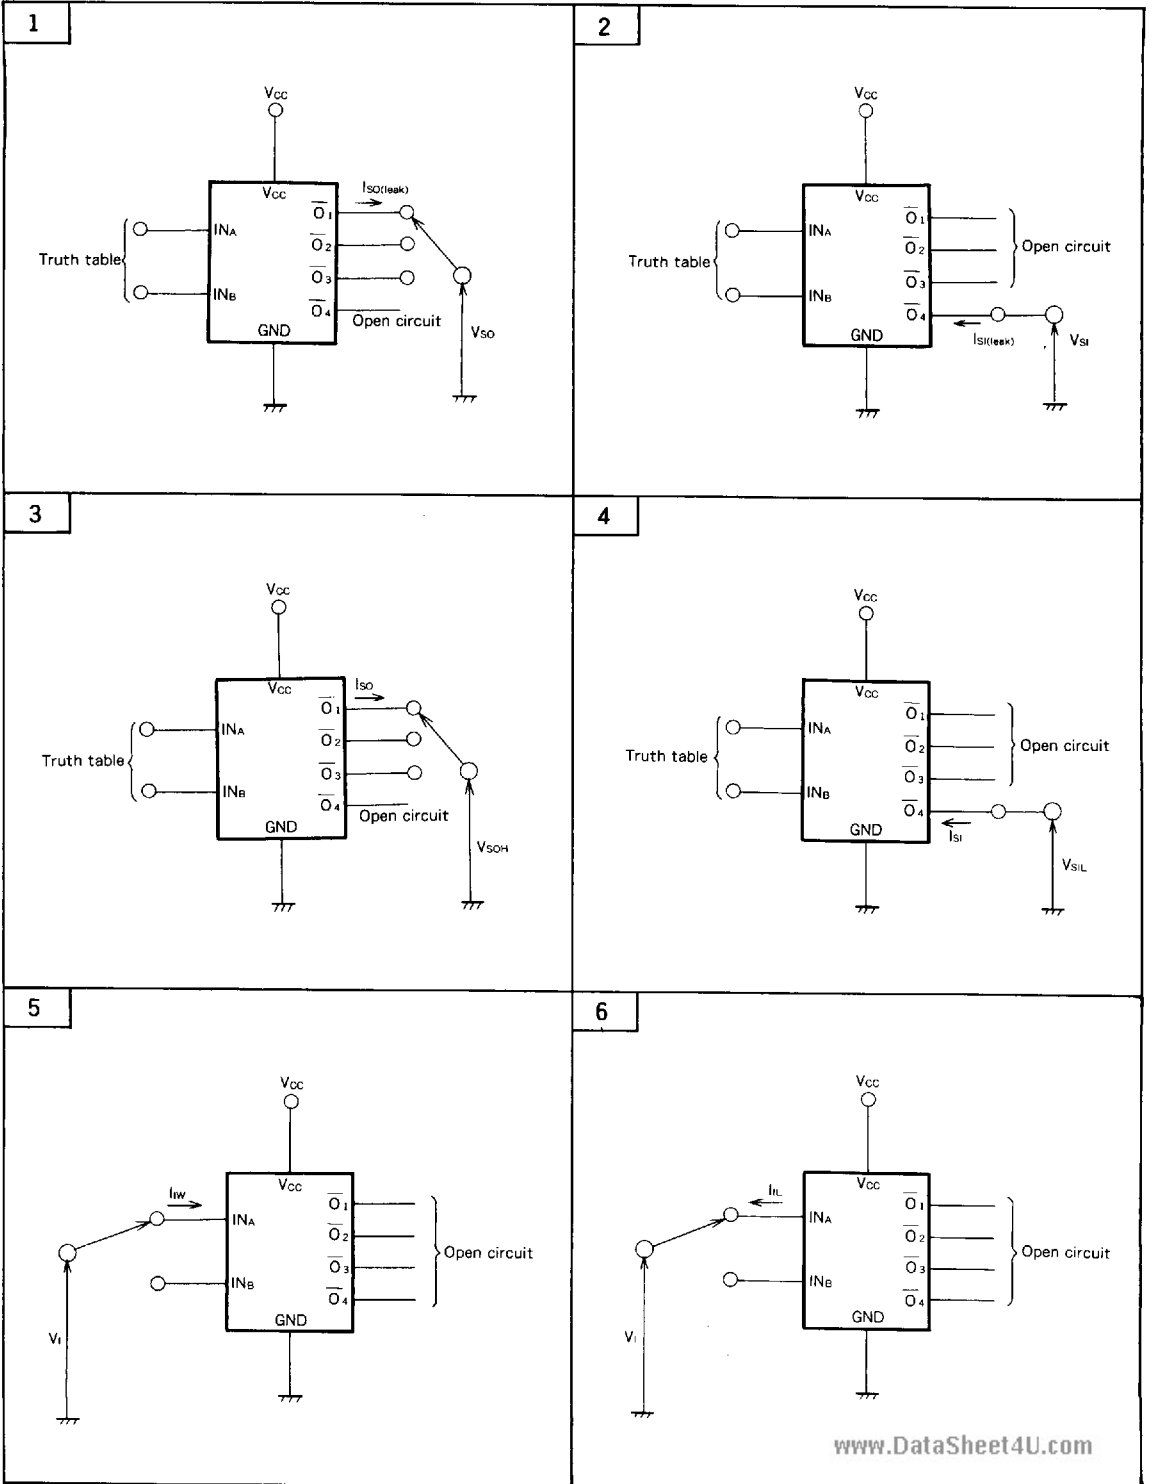 1
Vcc
Vcc
ISO(leak)
O1
INA
O2
Truth table
O3
INB
O4
Open circuit
GND
VSO
2
Vcc
Vcc
O1
INA
O2
Open circuit
Truth table
O3
INB
O4
ISI(leak)
GND
VSI
3
Vcc
Vcc
ISO
O1
INA
O2
Truth table
O3
INB
O4
Open circuit
GND
VSOH
4
Vcc
Vcc
O1
INA
O2
Open circuit
Truth table
O3
INB
O4
ISI
GND
VSIL
5
Vcc
Vcc
IIW
O1
INA
O2
Open circuit
O3
INB
O4
GND
VI
6
Vcc
Vcc
IIL
O1
INA
O2
Open circuit
O3
INB
O4
GND
VI
www.DataSheet4U.com